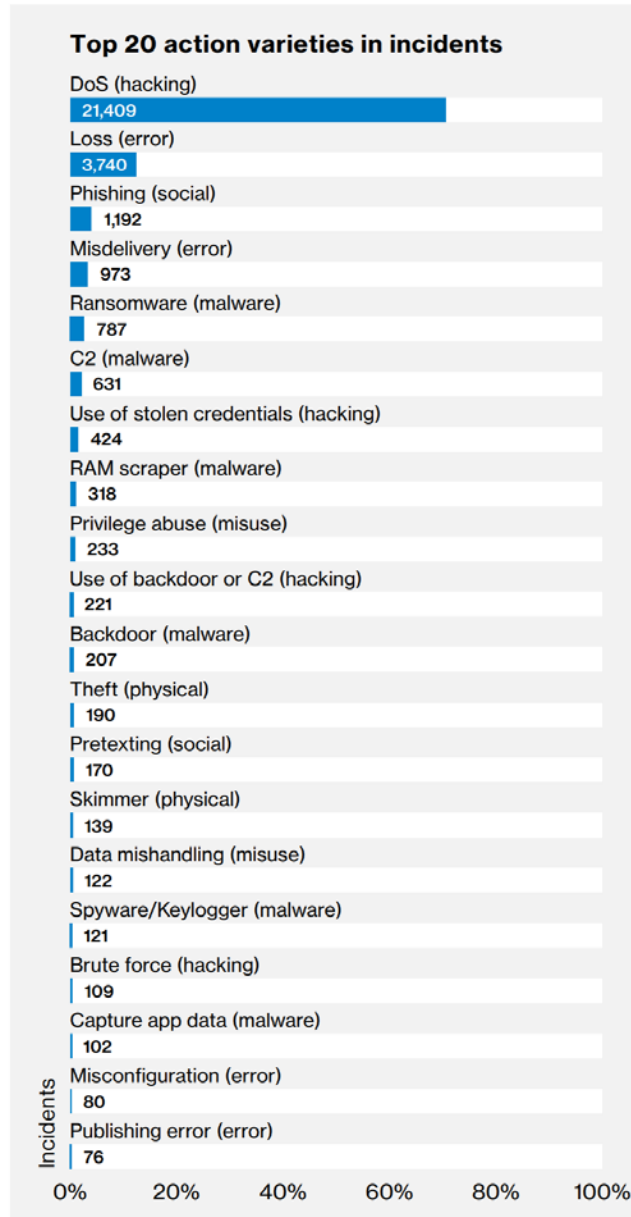 Top 20 action varieties in incidents
DoS (hacking)
21,409
Loss (error)
3,740
Phishing (social)
1,192
Misdelivery (error)
973
Ransomware (malware)
787
C2 (malware)
631
Use of stolen credentials (hacking)
424
RAM scraper (malware)
318
Privilege abuse (misuse)
233
Use of backdoor or C2 (hacking)
221
Backdoor (malware)
207
Theft (physical)
190
Pretexting (social)
170
Skimmer (physical)
139
Data mishandling (misuse)
122
Spyware/Keylogger (malware)
121
Brute force (hacking)
109
Capture app data (malware)
102
Misconfiguration (error)
80
Publishing error (error)
76
Incidents
0% 20% 40% 60% 80% 100%